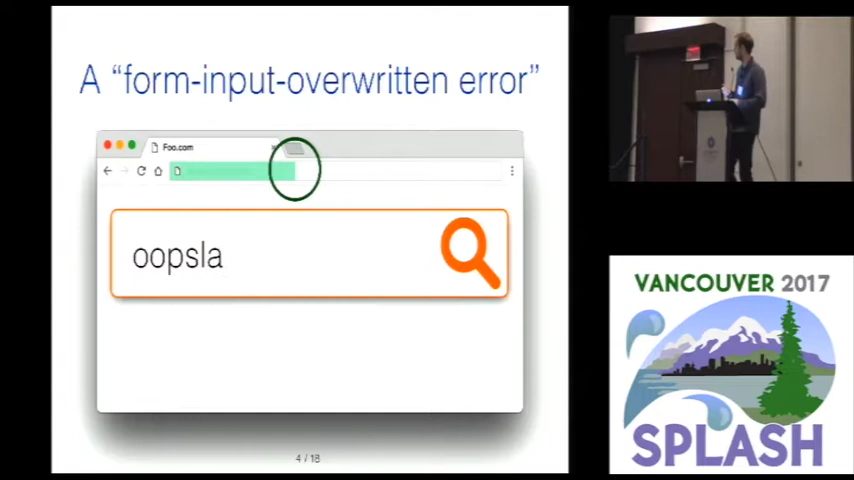 A “form-input-overwritten error”
Foo.com
oopsla
4 / 18
VANCOUVER 2017
SPLASH